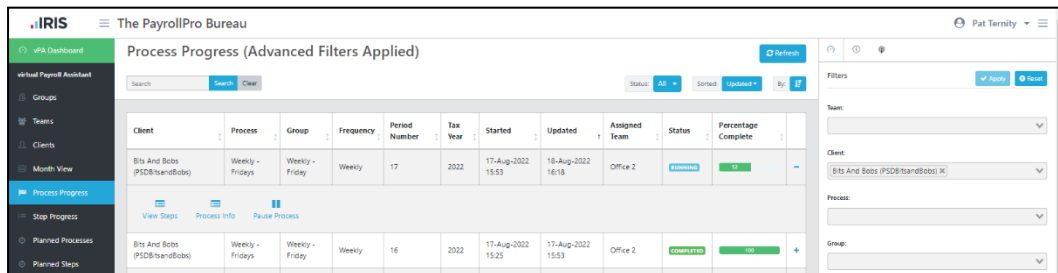 IRIS
The PayrollPro Bureau
Pat Ternity
vPA Dashboard
virtual Payroll Assistant
Groups
Teams
Clients
Month View
Process Progress
Step Progress
Planned Processes
Planned Steps
Process Progress (Advanced Filters Applied)
Refresh
Search Search Clear
Status: All Sorted: Updated By:
Client Process Group Frequency Period Number Tax Year Started Updated Assigned Team Status Percentage Complete
Bits And Bobs Weekly - Weekly - Weekly 17 2022 17-Aug-2022 18-Aug-2022 Office 2 RUNNING 52
(PSDBitsandBobs) Fridays Friday 15:53 16:18
View Steps Process Info Pause Process
Bits And Bobs Weekly - Weekly - Weekly 16 2022 17-Aug-2022 17-Aug-2022 Office 2 COMPLETED 100
(PSDBitsandBobs) Fridays Friday 15:25 15:53
Filters
Apply Reset
Team:
Client:
Bits And Bobs (PSDBitsandBobs)
Process:
Group: